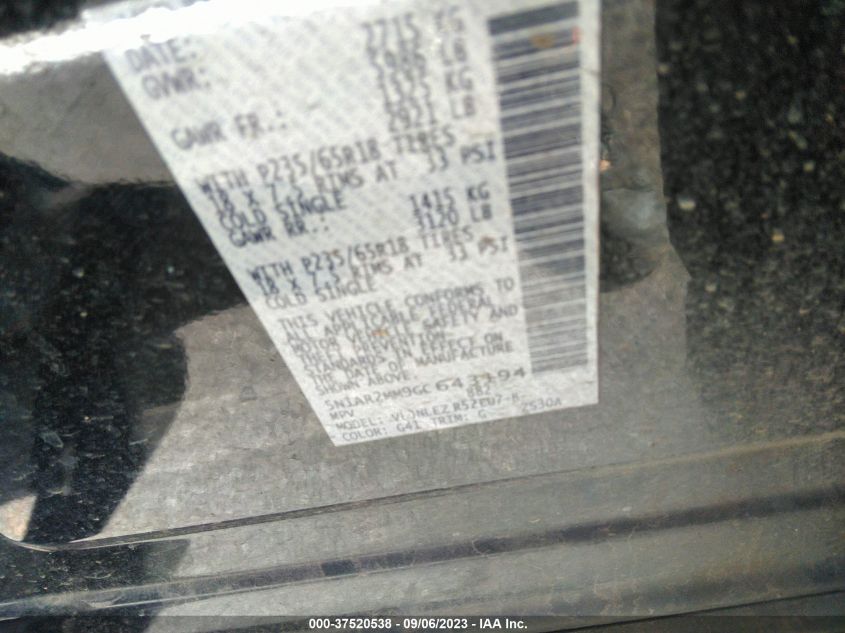 DATE:
GVWR: 2715 KG
5986 LB
GAWR FR.: 1325 KG
2921 LB
WITH P235/65R18 TIRES
18 X 7.5 RIMS AT 33 PSI
COLD SINGLE
GAWR RR.: 1415 KG
3120 LB
WITH P235/65R18 TIRES
18 X 7.5 RIMS AT 33 PSI
COLD SINGLE
THIS VEHICLE CONFORMS TO
ALL APPLICABLE FEDERAL
MOTOR VEHICLE SAFETY AND
THEFT PREVENTION
STANDARDS IN EFFECT ON
THE DATE OF MANUFACTURE
SHOWN ABOVE.
5N1AR2MM9GC643194
MPV
MODEL:
COLOR: G41 TRIM: G 2530A
000-37520538 - 09/06/2023 - IAA Inc.